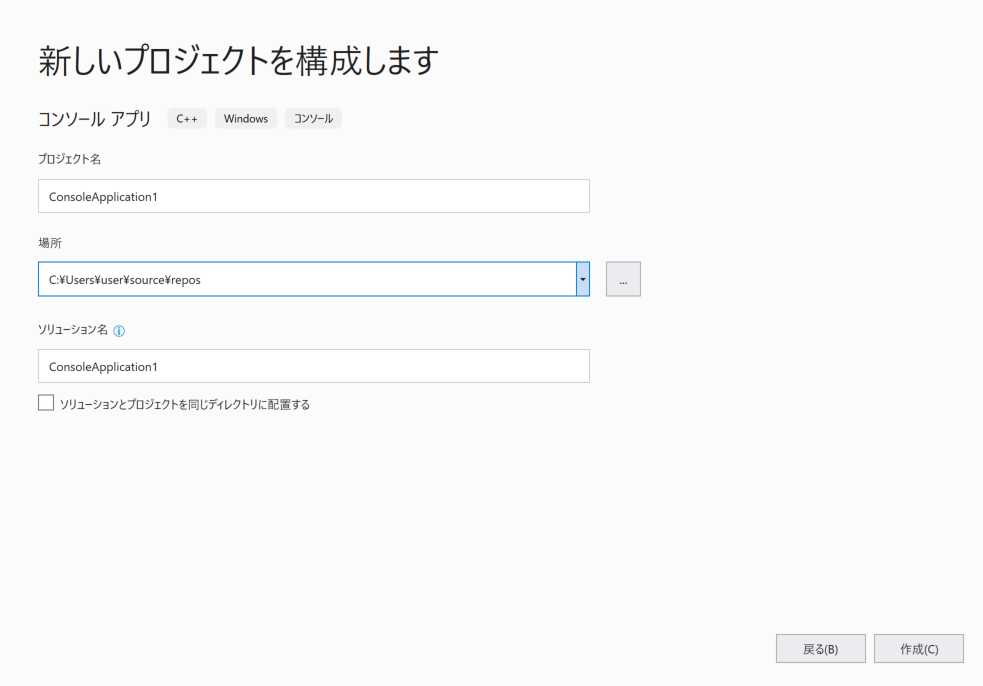 新しいプロジェクトを構成します
コンソール アプリ C++ Windows コンソール
プロジェクト名
ConsoleApplication1
場所
C:¥Users¥user¥source¥repos
...
ソリューション名
ConsoleApplication1
ソリューションとプロジェクトを同じディレクトリに配置する
戻る(B) 作成(C)